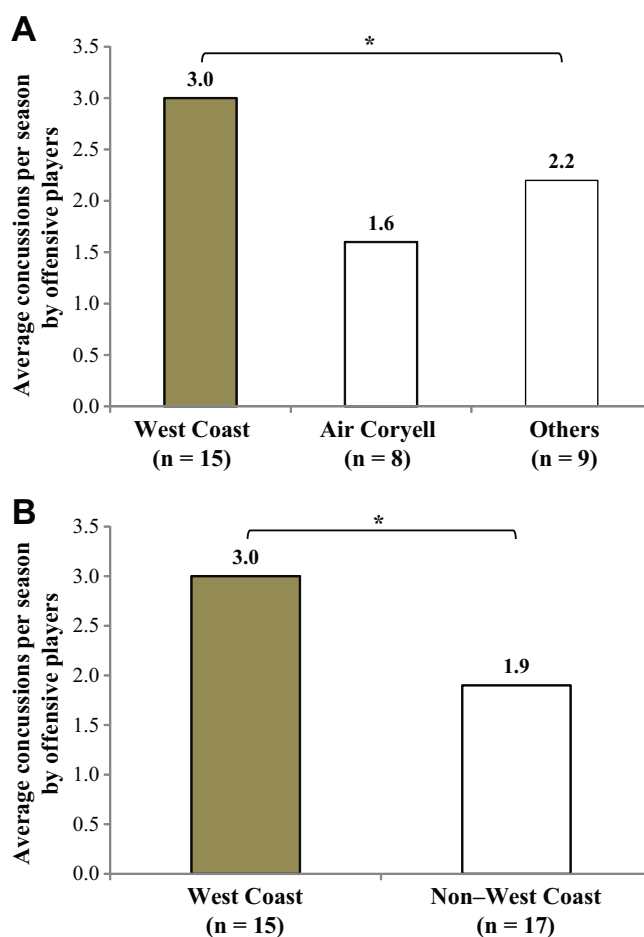 A
Average concussions per season
by offensive players
3.5
3.0
2.5
2.0
1.5
1.0
0.5
0.0
*
3.0
1.6
2.2
West Coast
(n = 15)
Air Coryell
(n = 8)
Others
(n = 9)
B
Average concussions per season
by offensive players
3.5
3.0
2.5
2.0
1.5
1.0
0.5
0.0
*
3.0
1.9
West Coast
(n = 15)
Non–West Coast
(n = 17)